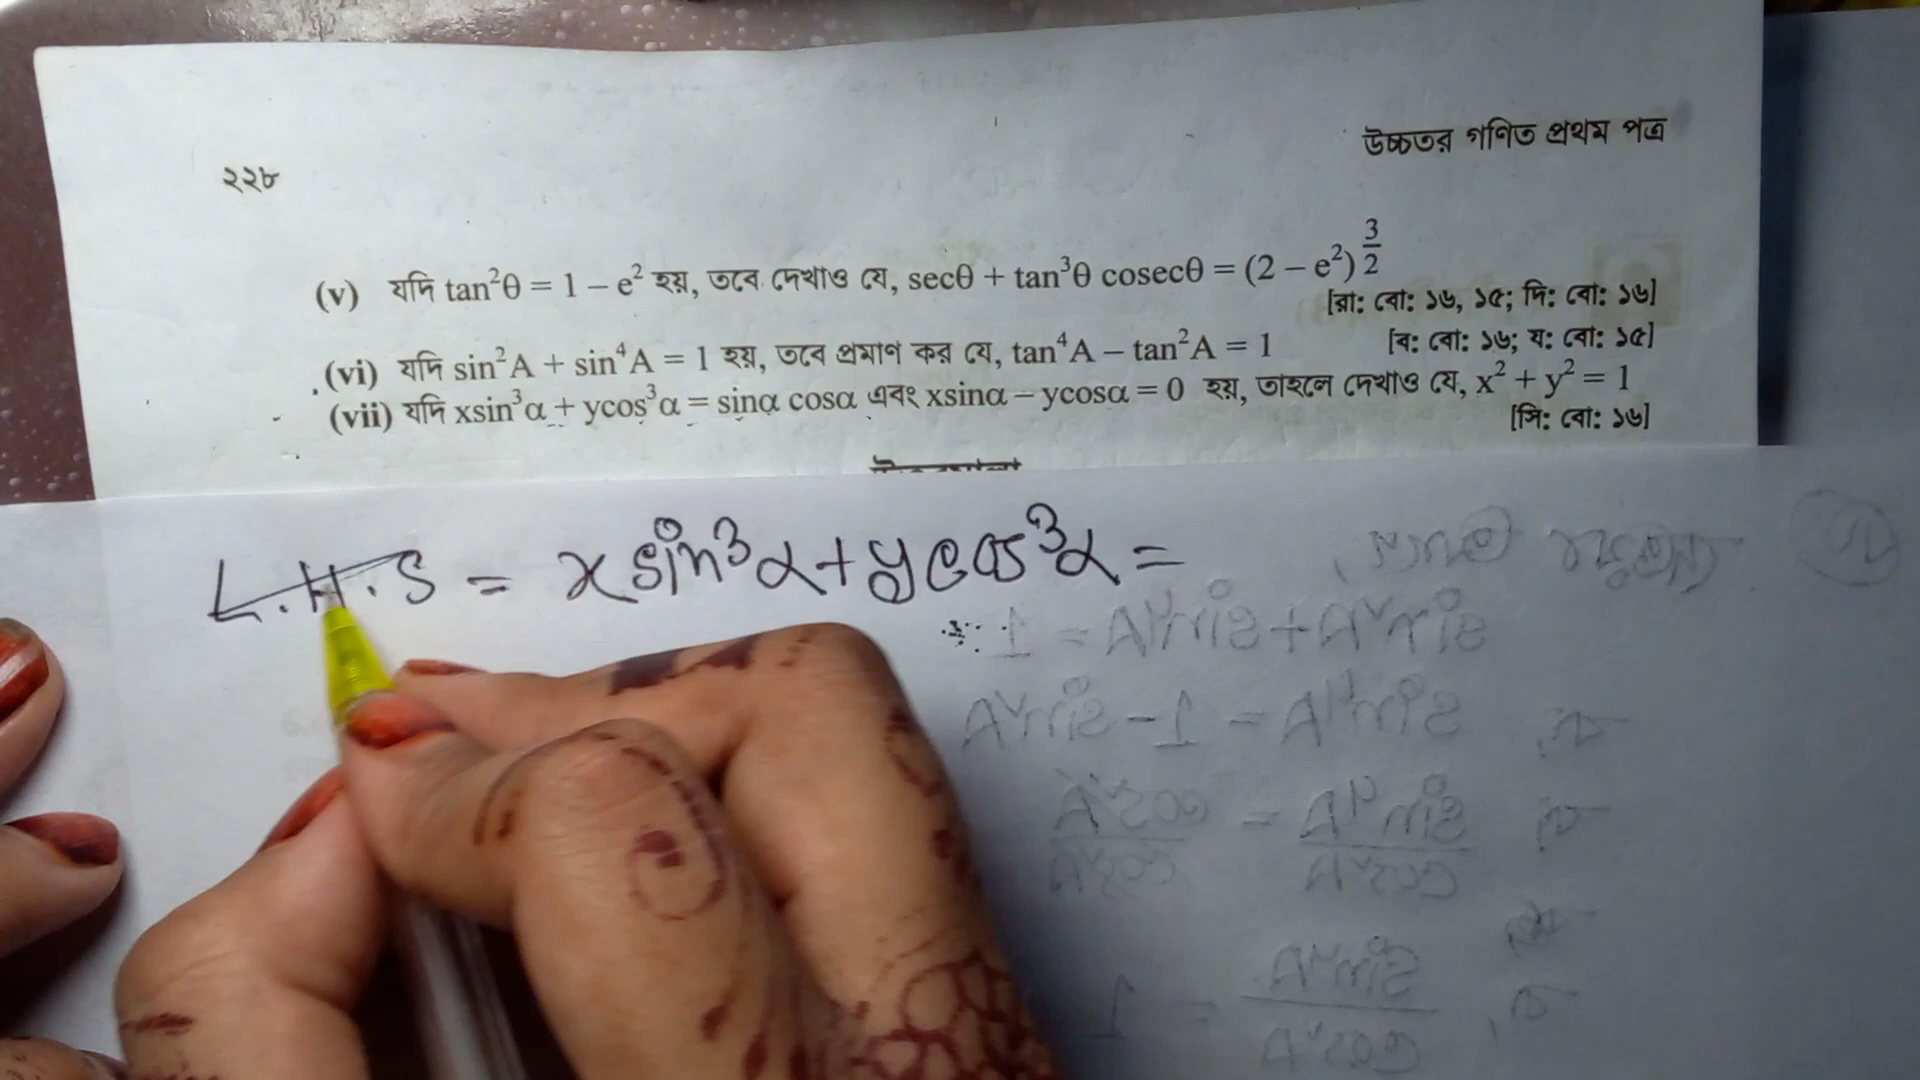 ২২৮
উচ্চতর গণিত প্রথম পত্র
(v) যদি tan²θ = 1 – e² হয়, তবে দেখাও যে, secθ + tan³θ cosecθ = (2 – e²)^(3/2)
[রা: বো: ১৬, ১৫; দি: বো: ১৬]
(vi) যদি sin²A + sin⁴A = 1 হয়, তবে প্রমাণ কর যে, tan⁴A – tan²A = 1 [ব: বো: ১৬; য: বো: ১৫]
(vii) যদি xsin³α + ycos³α = sinα cosα এবং xsinα – ycosα = 0 হয়, তাহলে দেখাও যে, x² + y² = 1
[সি: বো: ১৬]
L.H.S = x sin³α + y cos³α =